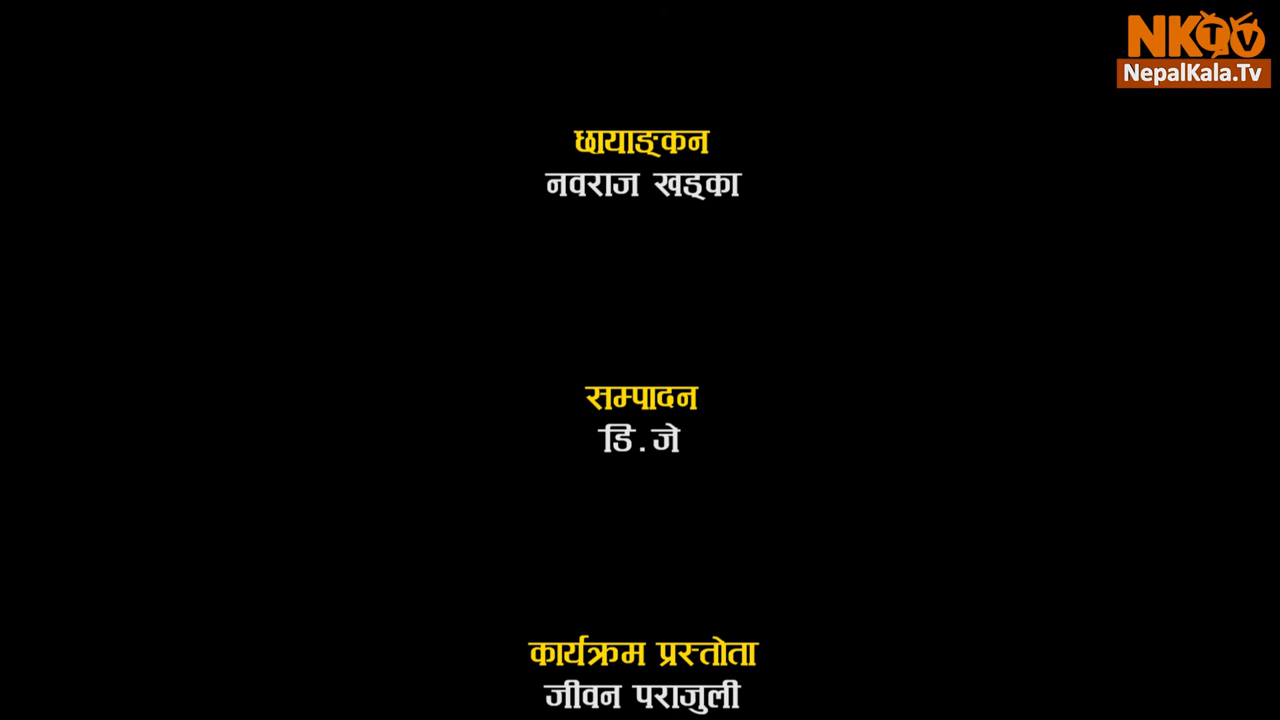 NKTV
NepalKala.Tv
छायाङ्कन
नवराज खड्का
सम्पादन
डि.जे
कार्यक्रम प्रस्तोता
जीवन पराजुली